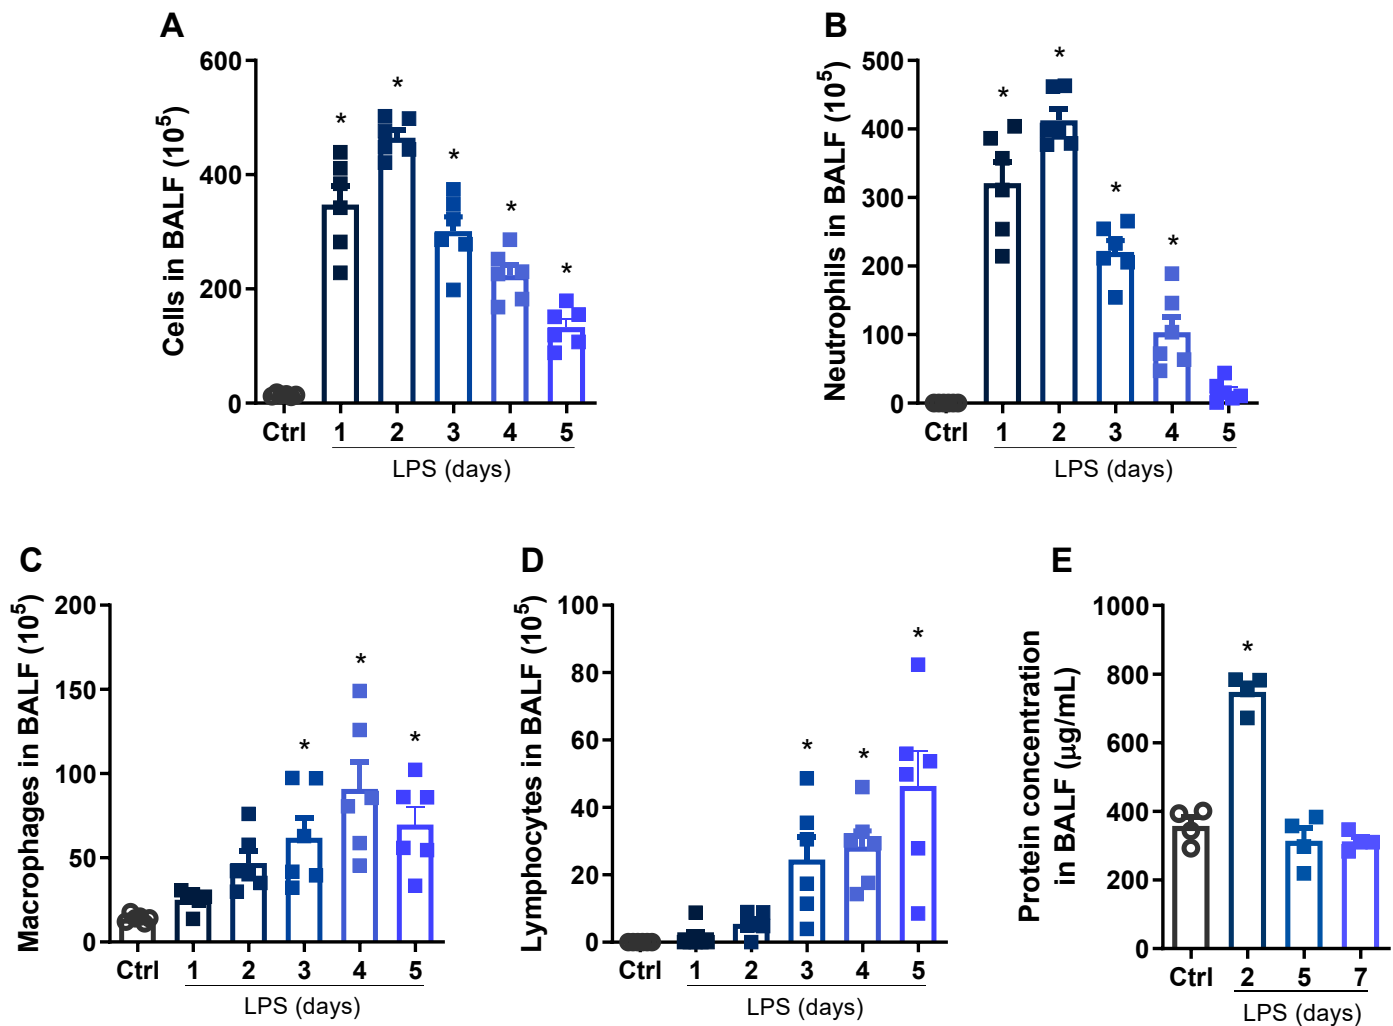 A
Cells in BALF (10⁵)
600
400
200
0
* * * * *
Ctrl 1 2 3 4 5
LPS (days)
B
Neutrophils in BALF (10⁵)
500
400
300
200
100
0
* * * *
Ctrl 1 2 3 4 5
LPS (days)
C
Macrophages in BALF (10⁵)
200
150
100
50
0
* * *
Ctrl 1 2 3 4 5
LPS (days)
D
Lymphocytes in BALF (10⁵)
100
80
60
40
20
0
* * *
Ctrl 1 2 3 4 5
LPS (days)
E
Protein concentration
in BALF (µg/mL)
1000
800
600
400
200
0
*
Ctrl 2 5 7
LPS (days)